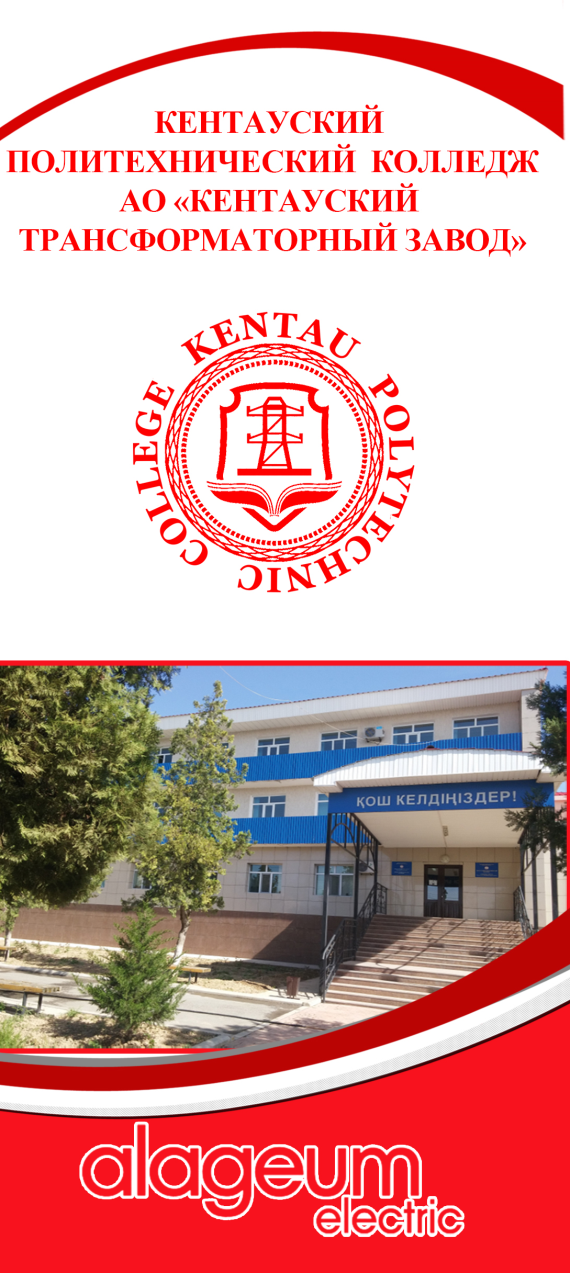 КЕНТАУСКИЙ
ПОЛИТЕХНИЧЕСКИЙ КОЛЛЕДЖ
АО «КЕНТАУСКИЙ
ТРАНСФОРМАТОРНЫЙ ЗАВОД»
KENTAU POLYTECHNIC COLLEGE
ҚОШ КЕЛДІҢІЗДЕР!
alageum
electric